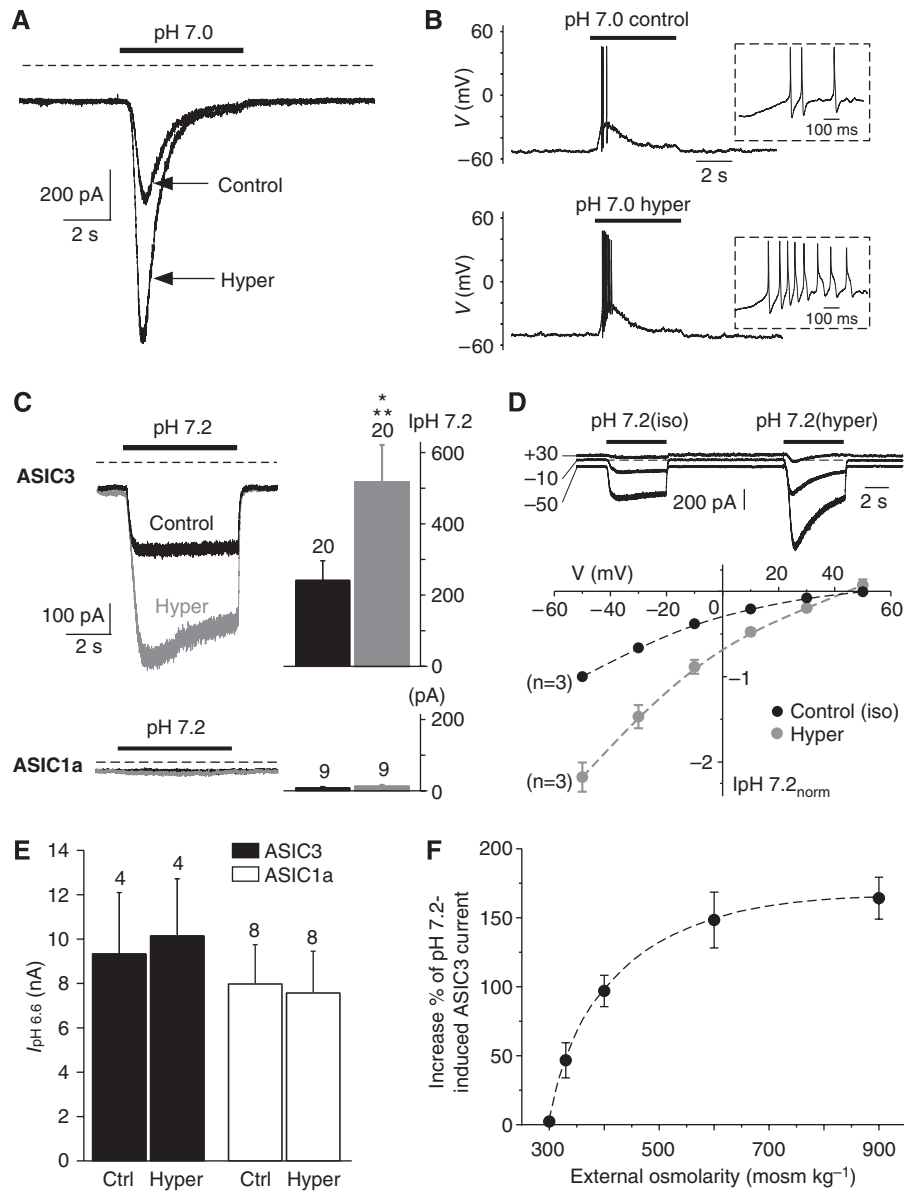 A
pH 7.0
Control
200 pA
2 s
Hyper
B
pH 7.0 control
60
0
−60
V (mV)
100 ms
2 s
pH 7.0 hyper
60
0
−60
V (mV)
100 ms
C
pH 7.2
ASIC3
Control
Hyper
100 pA
2 s
*
**
20
IpH 7.2
20
600
400
200
0
(pA)
pH 7.2
ASIC1a
9
9
200
0
D
pH 7.2(iso)
pH 7.2(hyper)
+30
−10
−50
200 pA
2 s
V (mV)
20
40
−60
−40
−20
0
60
−1
−2
(n=3)
(n=3)
Control (iso)
Hyper
IpH 7.2norm
E
14
12
10
8
6
4
2
0
IpH 6.6 (nA)
ASIC3
ASIC1a
4
4
8
8
Ctrl
Hyper
Ctrl
Hyper
F
200
150
100
50
0
Increase % of pH 7.2-
induced ASIC3 current
300
500
700
900
External osmolarity (mosm kg−1)